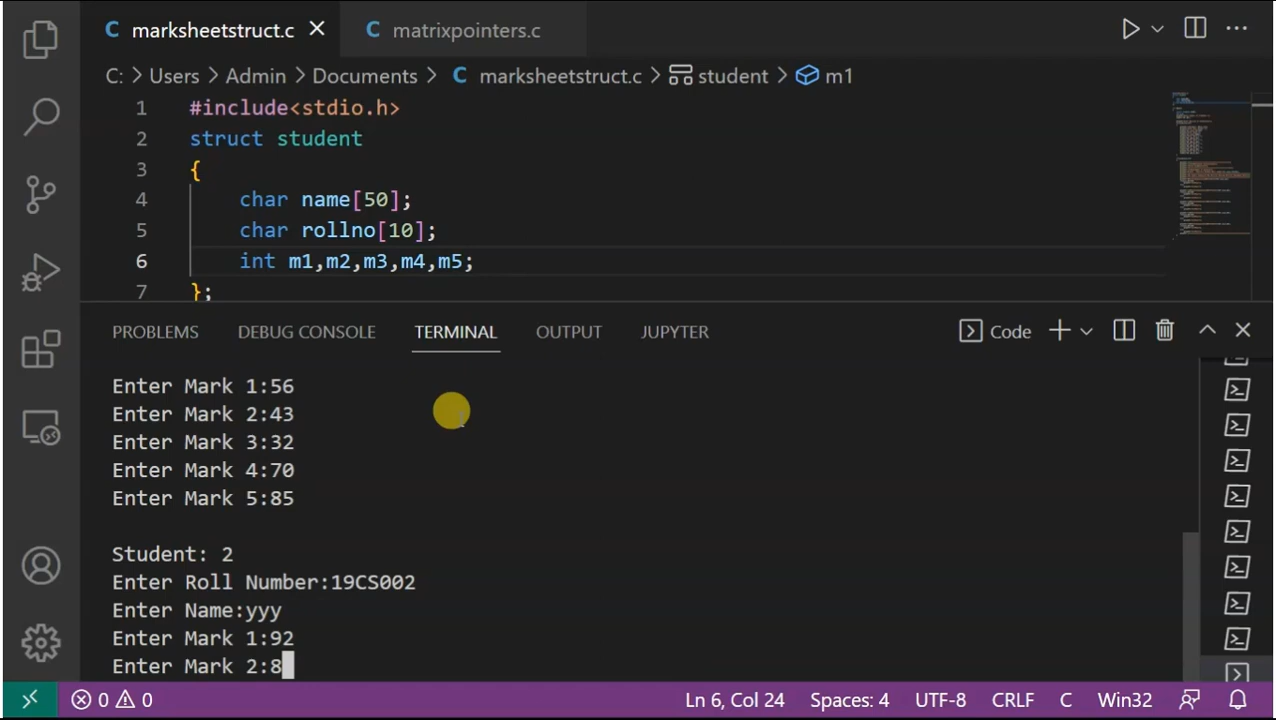 C marksheetstruct.c × C matrixpointers.c
C: > Users > Admin > Documents > C marksheetstruct.c > student > m1
1 #include<stdio.h>
2 struct student
3 {
4 char name[50];
5 char rollno[10];
6 int m1,m2,m3,m4,m5;
7 };
PROBLEMS DEBUG CONSOLE TERMINAL OUTPUT JUPYTER Code
Enter Mark 1:56
Enter Mark 2:43
Enter Mark 3:32
Enter Mark 4:70
Enter Mark 5:85
Student: 2
Enter Roll Number:19CS002
Enter Name:yyy
Enter Mark 1:92
Enter Mark 2:8
0 0 Ln 6, Col 24 Spaces: 4 UTF-8 CRLF C Win32